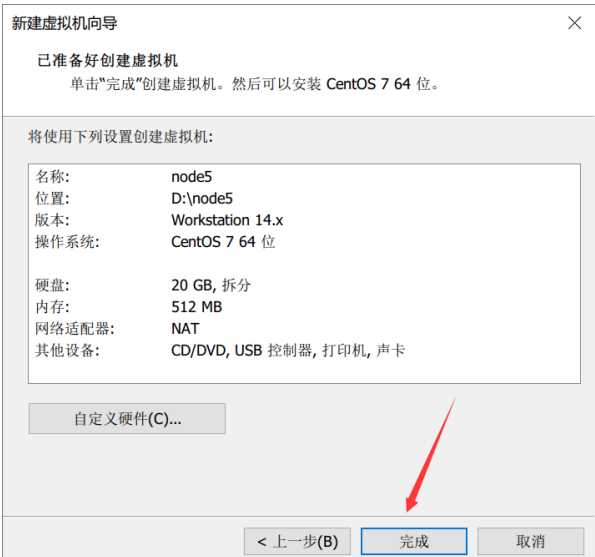 新建虚拟机向导
已准备好创建虚拟机
单击“完成”创建虚拟机。然后可以安装 CentOS 7 64 位。
将使用下列设置创建虚拟机:
名称: node5
位置: D:\node5
版本: Workstation 14.x
操作系统: CentOS 7 64 位
硬盘: 20 GB, 拆分
内存: 512 MB
网络适配器: NAT
其他设备: CD/DVD, USB 控制器, 打印机, 声卡
自定义硬件(C)...
< 上一步(B) 完成 取消